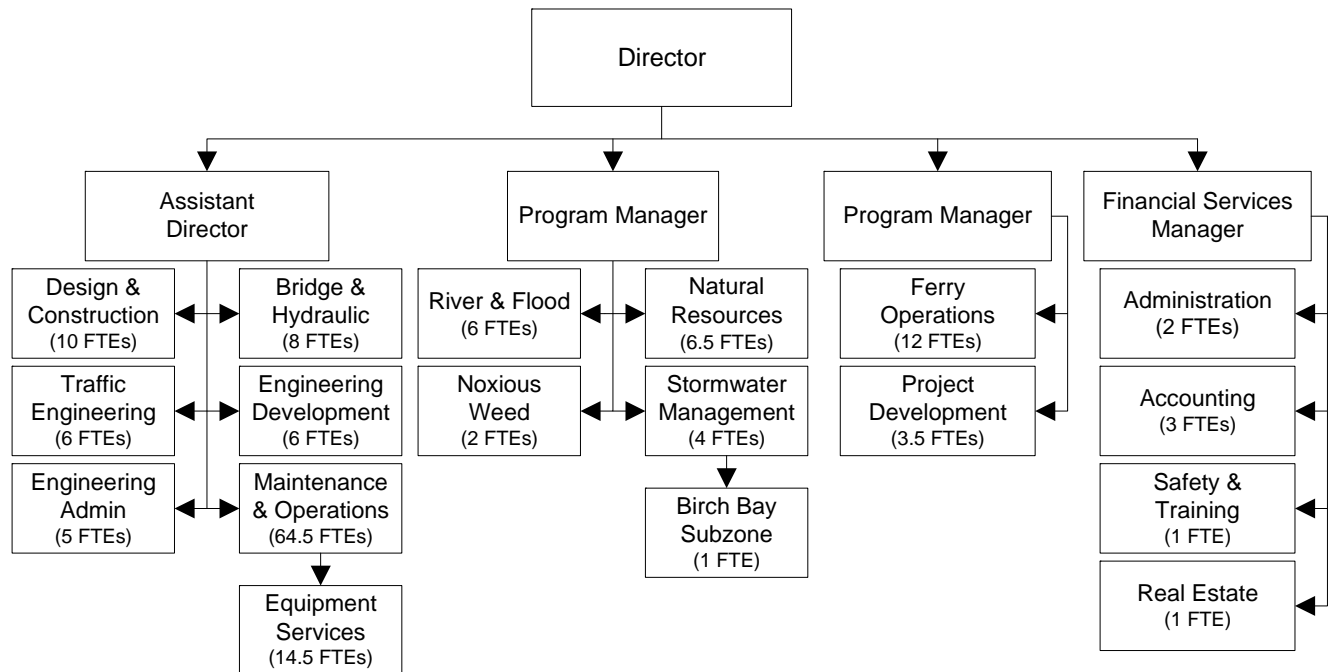 Director
Assistant
Director
Program Manager
Program Manager
Financial Services
Manager
Design &
Construction
(10 FTEs)
Bridge &
Hydraulic
(8 FTEs)
Traffic
Engineering
(6 FTEs)
Engineering
Development
(6 FTEs)
Engineering
Admin
(5 FTEs)
Maintenance
& Operations
(64.5 FTEs)
Equipment
Services
(14.5 FTEs)
River & Flood
(6 FTEs)
Natural
Resources
(6.5 FTEs)
Noxious
Weed
(2 FTEs)
Stormwater
Management
(4 FTEs)
Birch Bay
Subzone
(1 FTE)
Ferry
Operations
(12 FTEs)
Project
Development
(3.5 FTEs)
Administration
(2 FTEs)
Accounting
(3 FTEs)
Safety &
Training
(1 FTE)
Real Estate
(1 FTE)